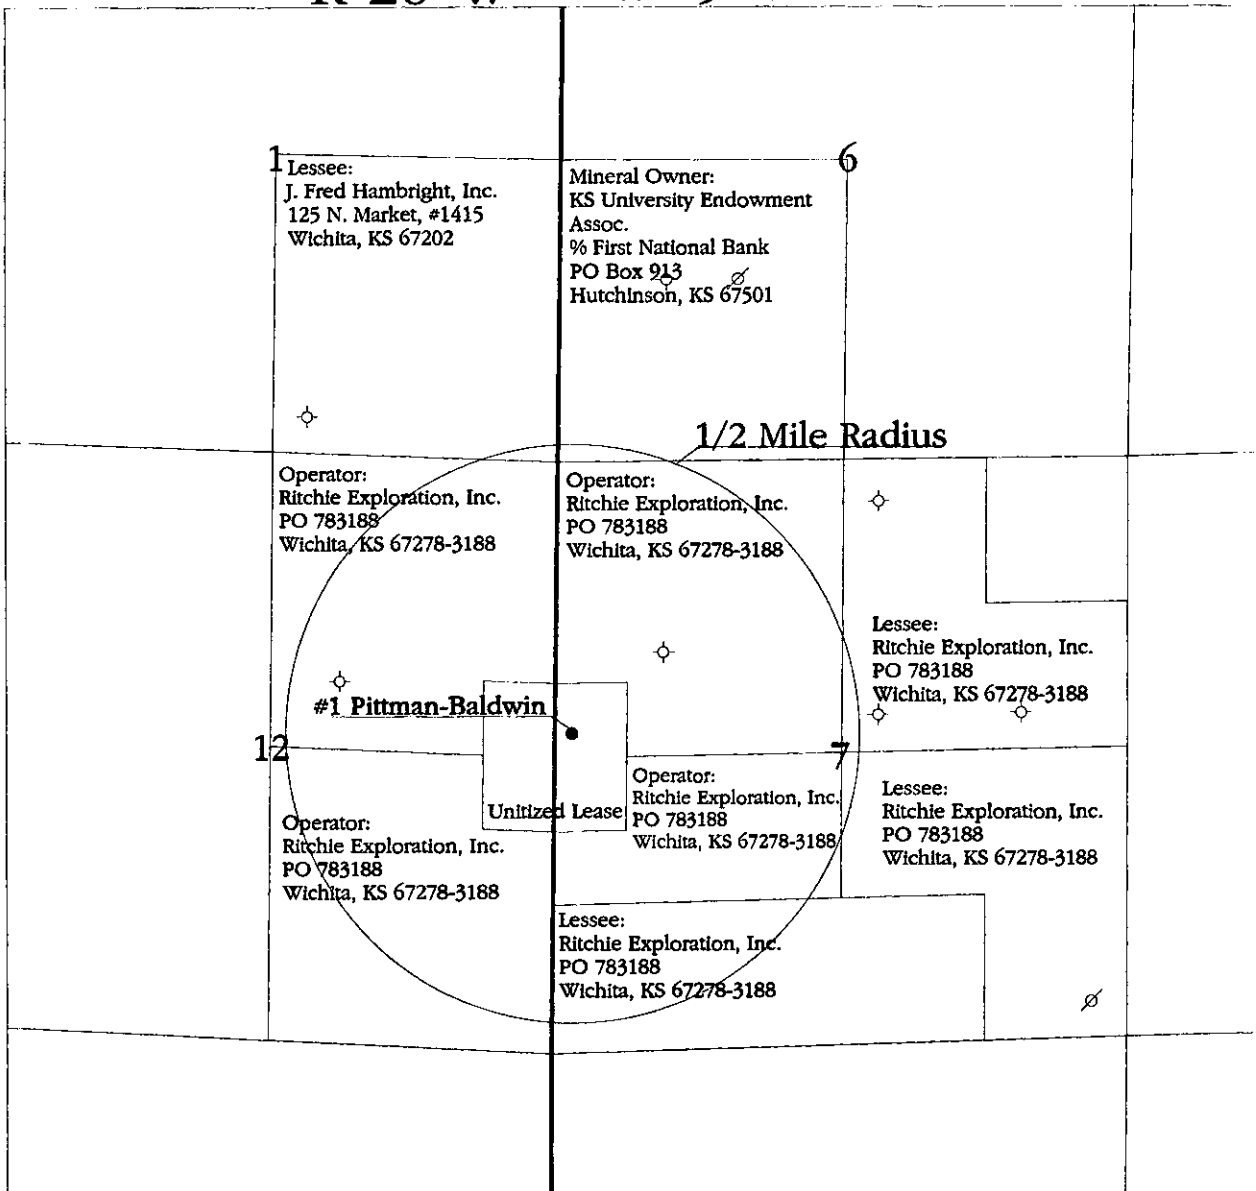 1
Lessee:
J. Fred Hambright, Inc.
125 N. Market, #1415
Wichita, KS 67202
Mineral Owner:
KS University Endowment
Assoc.
% First National Bank
PO Box 913
Hutchinson, KS 67501
6
1/2 Mile Radius
Operator:
Ritchie Exploration, Inc.
PO 783188
Wichita, KS 67278-3188
Operator:
Ritchie Exploration, Inc.
PO 783188
Wichita, KS 67278-3188
Lessee:
Ritchie Exploration, Inc.
PO 783188
Wichita, KS 67278-3188
#1 Pittman-Baldwin
12
7
Unitized Lease
Operator:
Ritchie Exploration, Inc.
PO 783188
Wichita, KS 67278-3188
Lessee:
Ritchie Exploration, Inc.
PO 783188
Wichita, KS 67278-3188
Operator:
Ritchie Exploration, Inc.
PO 783188
Wichita, KS 67278-3188
Lessee:
Ritchie Exploration, Inc.
PO 783188
Wichita, KS 67278-3188